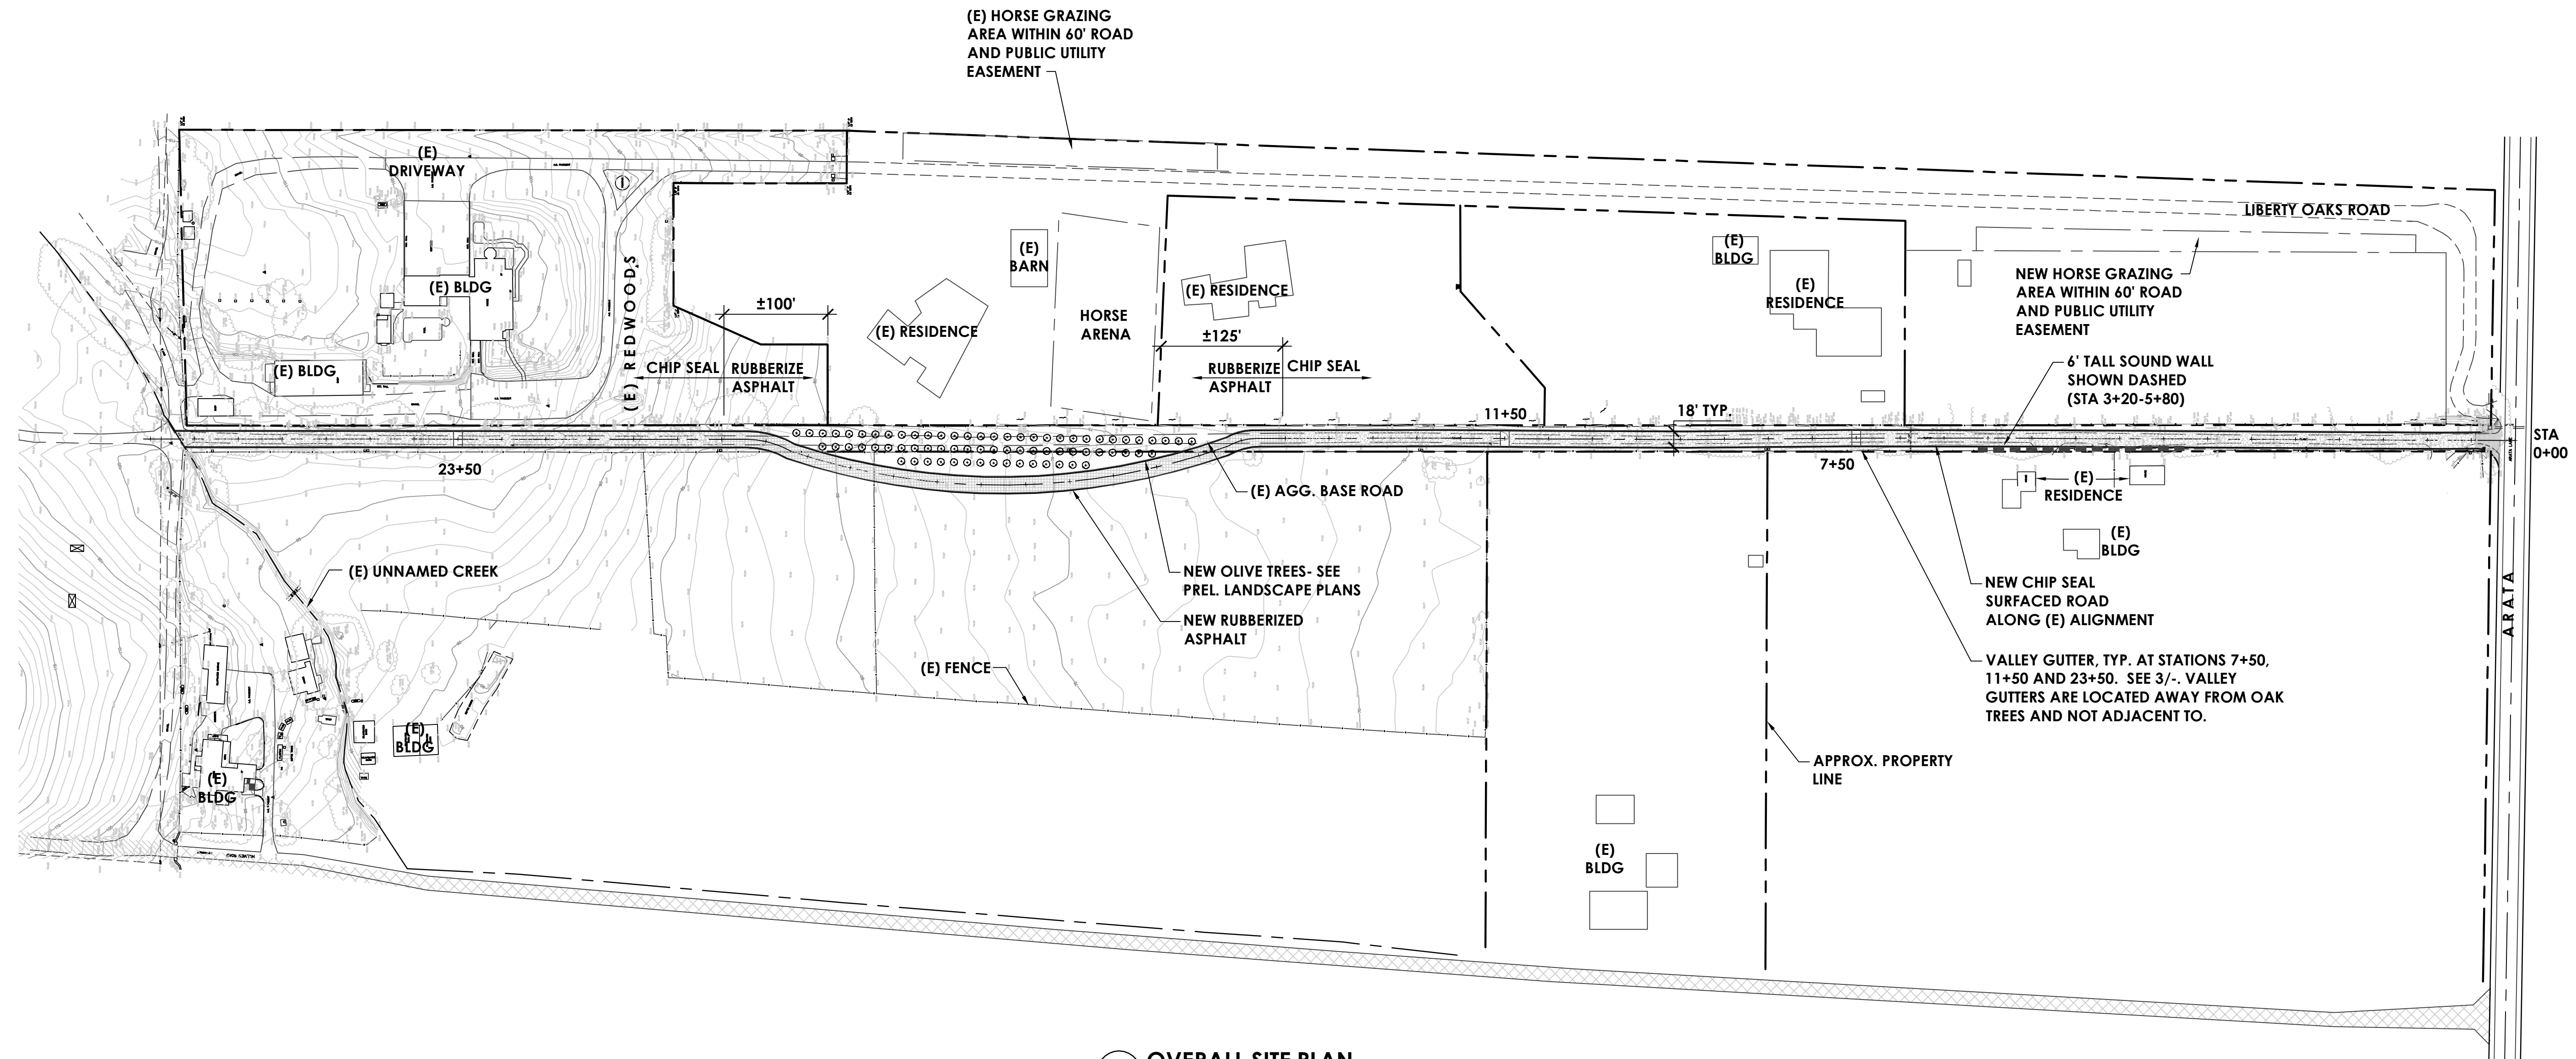 (E) HORSE GRAZING
AREA WITHIN 60' ROAD
AND PUBLIC UTILITY
EASEMENT
(E)
DRIVEWAY
(E) BLDG
(E) BLDG
(E) REDWOODS
±100'
CHIP SEAL
RUBBERIZE
ASPHALT
(E) RESIDENCE
(E)
BARN
HORSE
ARENA
(E) RESIDENCE
±125'
RUBBERIZE
ASPHALT
CHIP SEAL
(E)
BLDG
(E)
RESIDENCE
LIBERTY OAKS ROAD
NEW HORSE GRAZING
AREA WITHIN 60' ROAD
AND PUBLIC UTILITY
EASEMENT
6' TALL SOUND WALL
SHOWN DASHED
(STA 3+20-5+80)
11+50
18' TYP.
STA
0+00
23+50
7+50
(E) AGG. BASE ROAD
(E)
RESIDENCE
(E)
BLDG
(E) UNNAMED CREEK
NEW OLIVE TREES- SEE
PREL. LANDSCAPE PLANS
NEW RUBBERIZED
ASPHALT
(E) FENCE
NEW CHIP SEAL
SURFACED ROAD
ALONG (E) ALIGNMENT
ARATA
VALLEY GUTTER, TYP. AT STATIONS 7+50,
11+50 AND 23+50. SEE 3/-. VALLEY
GUTTERS ARE LOCATED AWAY FROM OAK
TREES AND NOT ADJACENT TO.
(E)
BLDG
(E)
BLDG
APPROX. PROPERTY
LINE
(E)
BLDG
OVERALL SITE PLAN